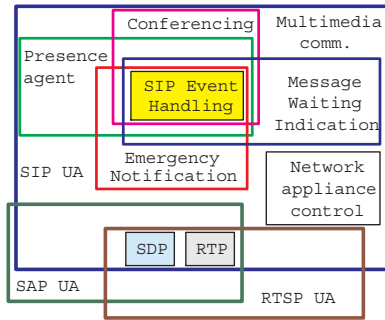 Conferencing
Multimedia
comm.
Presence
agent
SIP Event
Handling
Message
Waiting
Indication
Emergency
Notification
SIP UA
Network
appliance
control
SDP
RTP
SAP UA
RTSP UA